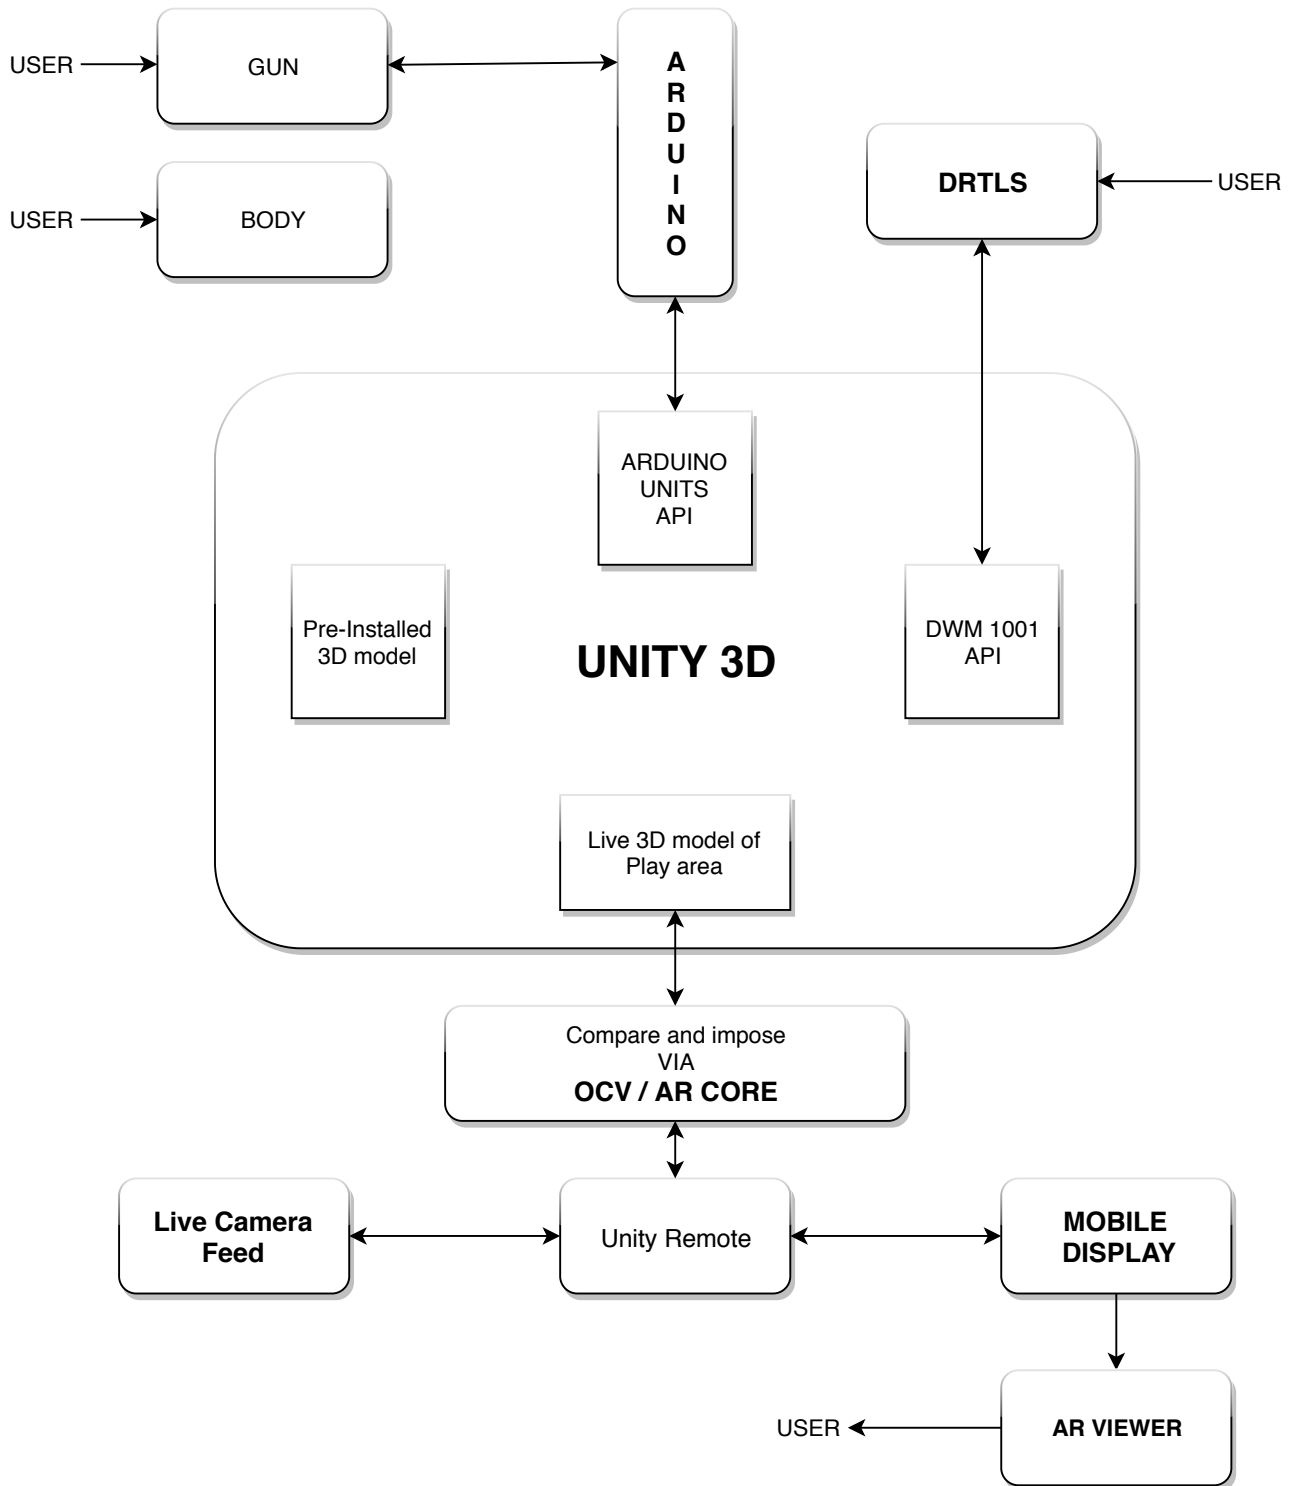 USER
GUN
A
R
D
U
I
N
O
DRTLS
USER
USER
BODY
ARDUINO
UNITS
API
Pre-Installed
3D model
UNITY 3D
DWM 1001
API
Live 3D model of
Play area
Compare and impose
VIA
OCV / AR CORE
Live Camera
Feed
Unity Remote
MOBILE
DISPLAY
USER
AR VIEWER